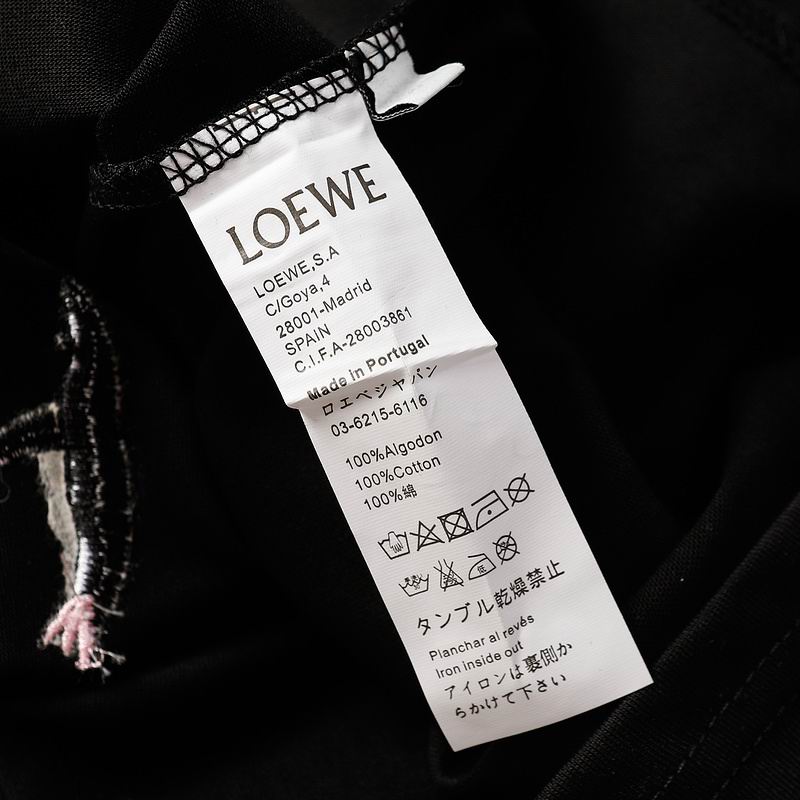 LOEWE
LOEWE,S.A
C/Goya,4
28001-Madrid
SPAIN
C.I.F.A-28003861
Made in Portugal
ロエベジャパン
03-6215-6116
100%Algodon
100%Cotton
100%綿
低
タンブル乾燥禁止
Planchar al revés
Iron inside out
アイロンは裏側か
らかけて下さい